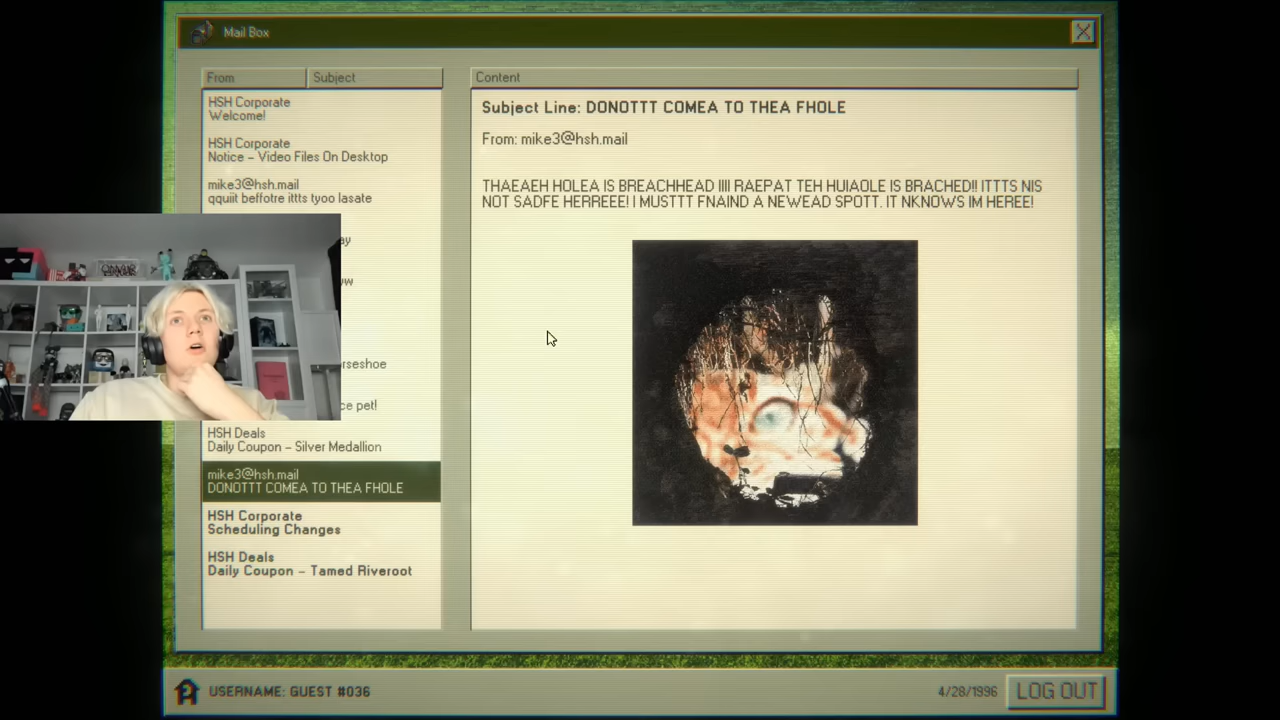 Mail Box
From
Subject
Content
HSH Corporate
Welcome!
HSH Corporate
Notice – Video Files On Desktop
mike3@hsh.mail
qquiit beffotre ittts tyoo lasate
HSH Deals
Daily Coupon – Silver Medallion
mike3@hsh.mail
DONOTTT COMEA TO THEA FHOLE
HSH Corporate
Scheduling Changes
HSH Deals
Daily Coupon – Tamed Riveroot
Subject Line: DONOTTT COMEA TO THEA FHOLE
From: mike3@hsh.mail
THAEAEH HOLEA IS BREACHHEAD IIII RAEPAT TEH HUIAOLE IS BRACHED!! ITTTS NIS
NOT SADFE HERREEE! I MUSTTT FNAIND A NEWEAD SPOTT. IT NKNOWS IM HEREE!
USERNAME: GUEST #036
4/28/1996
LOG OUT